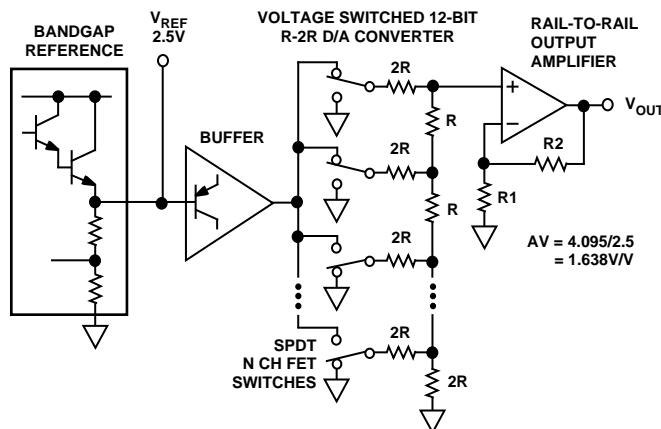 BANDGAP
REFERENCE
VREF
2.5V
VOLTAGE SWITCHED 12-BIT
R-2R D/A CONVERTER
RAIL-TO-RAIL
OUTPUT
AMPLIFIER
BUFFER
2R
R
2R
R
2R
2R
2R
SPDT
N CH FET
SWITCHES
+
–
R2
R1
VOUT
AV = 4.095/2.5
= 1.638V/V